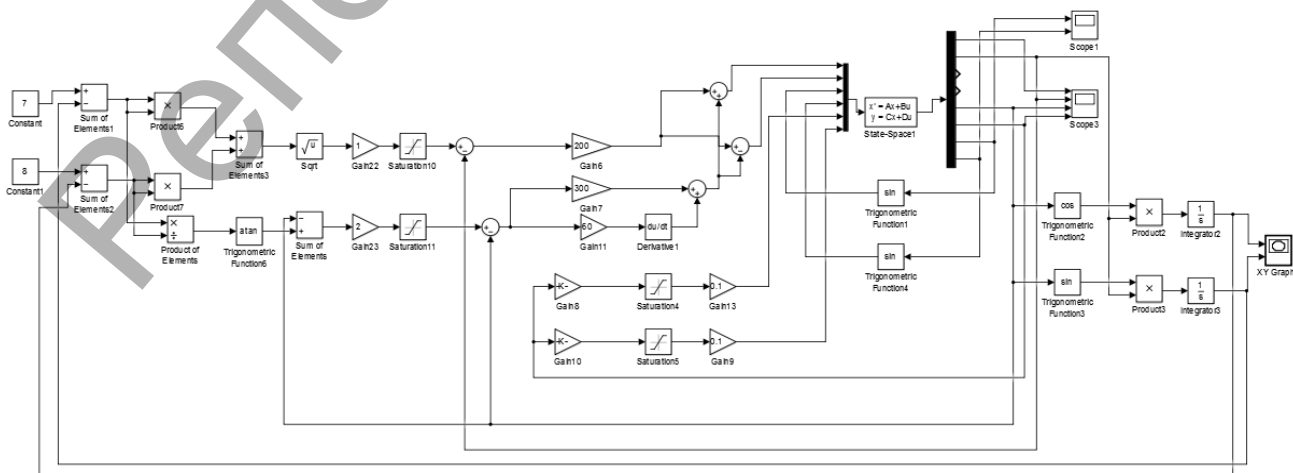 Репо
7
Constant
8
Constant1
+
−
Sum of
Elements1
+
−
Sum of
Elements2
×
Product6
×
Product7
×
÷
Product of
Elements
+
+
Sum of
Elements3
atan
Trigonometric
Function6
√u
Sqrt
−
+
Sum of
Elements
1
Gain22
2
Gain23
Saturation10
Saturation11
200
Gain6
300
Gain7
60
Gain11
du/dt
Derivative1
-K-
Gain8
Saturation4
0.1
Gain13
-K-
Gain10
Saturation5
0.1
Gain9
x' = Ax+Bu
y = Cx+Du
State-Space1
sin
Trigonometric
Function1
sin
Trigonometric
Function4
Scope1
Scope3
cos
Trigonometric
Function2
sin
Trigonometric
Function3
×
Product2
×
Product3
1
s
Integrator2
1
s
Integrator3
XY Graph